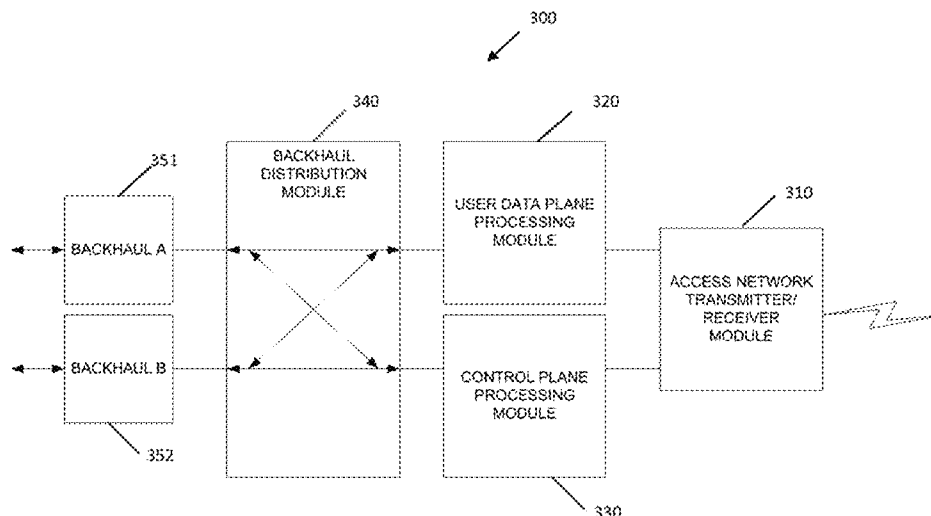 300
340
320
351
BACKHAUL
DISTRIBUTION
MODULE
310
USER DATA PLANE
PROCESSING
MODULE
BACKHAUL A
ACCESS NETWORK
TRANSMITTER/
RECEIVER
MODULE
BACKHAUL B
CONTROL PLANE
PROCESSING
MODULE
352
330